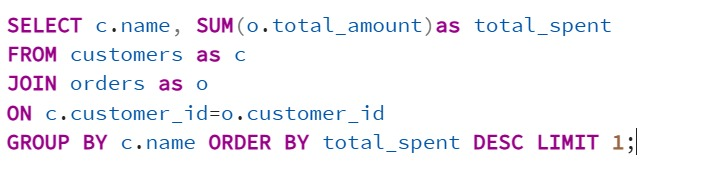 SELECT c.name, SUM(o.total_amount)as total_spent
FROM customers as c
JOIN orders as o
ON c.customer_id=o.customer_id
GROUP BY c.name ORDER BY total_spent DESC LIMIT 1;